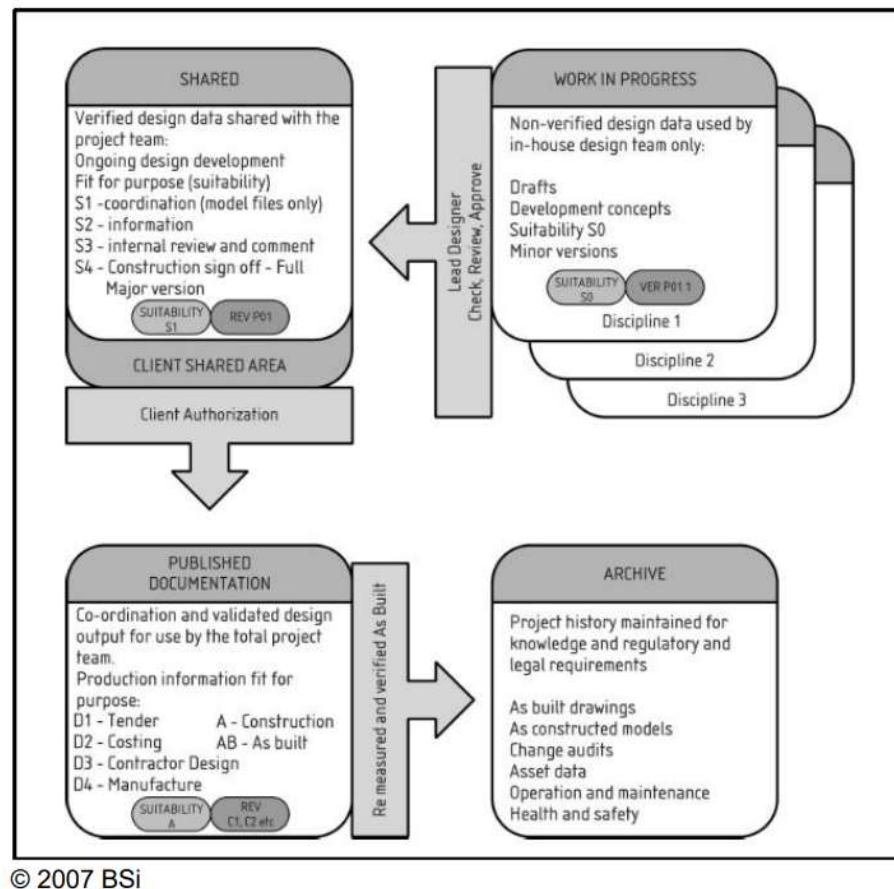 SHARED
Verified design data shared with the
project team:
Ongoing design development
Fit for purpose (suitability)
S1 -coordination (model files only)
S2 - information
S3 - internal review and comment
S4 - Construction sign off - Full
Major version
SUITABILITY
S1
REV P01
CLIENT SHARED AREA
Client Authorization
Lead Designer
Check, Review, Approve
WORK IN PROGRESS
Non-verified design data used by
in-house design team only:
Drafts
Development concepts
Suitability S0
Minor versions
SUITABILITY
S0
VER P01 1
Discipline 1
Discipline 2
Discipline 3
PUBLISHED
DOCUMENTATION
Co-ordination and validated design
output for use by the total project
team.
Production information fit for
purpose:
D1 - Tender A - Construction
D2 - Costing AB - As built
D3 - Contractor Design
D4 - Manufacture
SUITABILITY
A
REV
C1, C2 etc
Re measured and verified As Built
ARCHIVE
Project history maintained for
knowledge and regulatory and
legal requirements
As built drawings
As constructed models
Change audits
Asset data
Operation and maintenance
Health and safety
© 2007 BSi